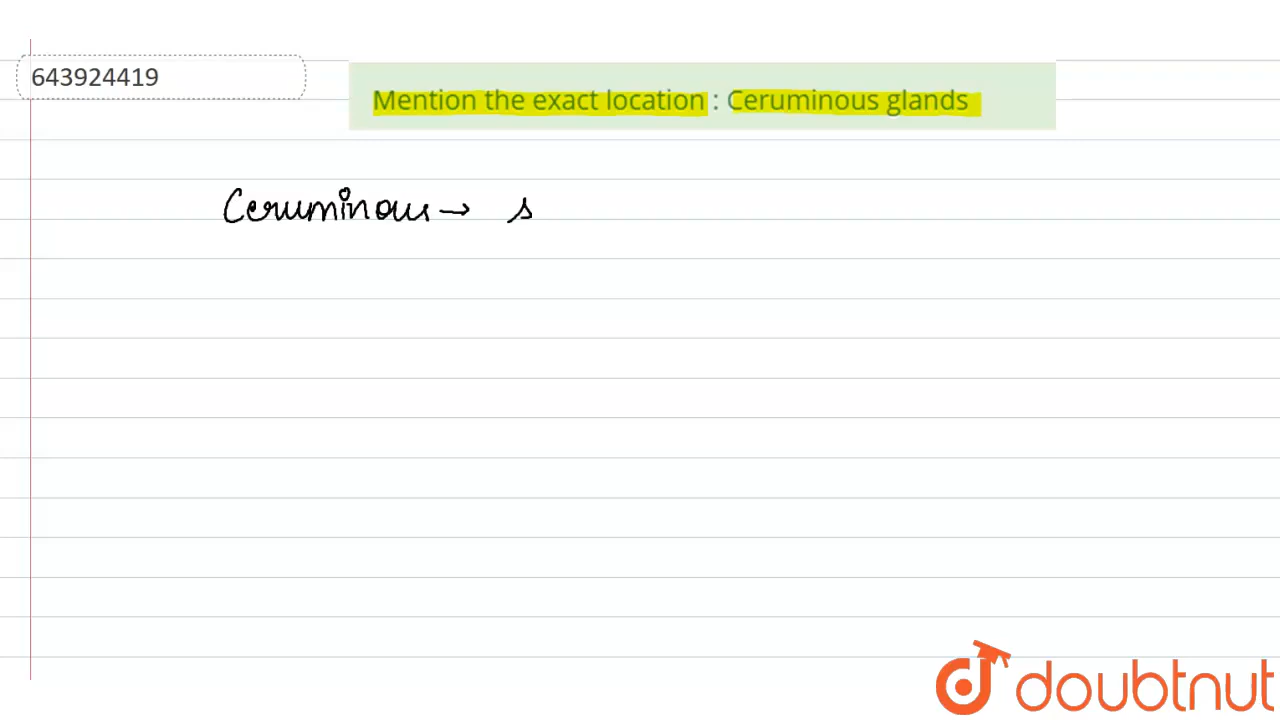 643924419
Mention the exact location : Ceruminous glands
Ceruminous → s
doubtnut